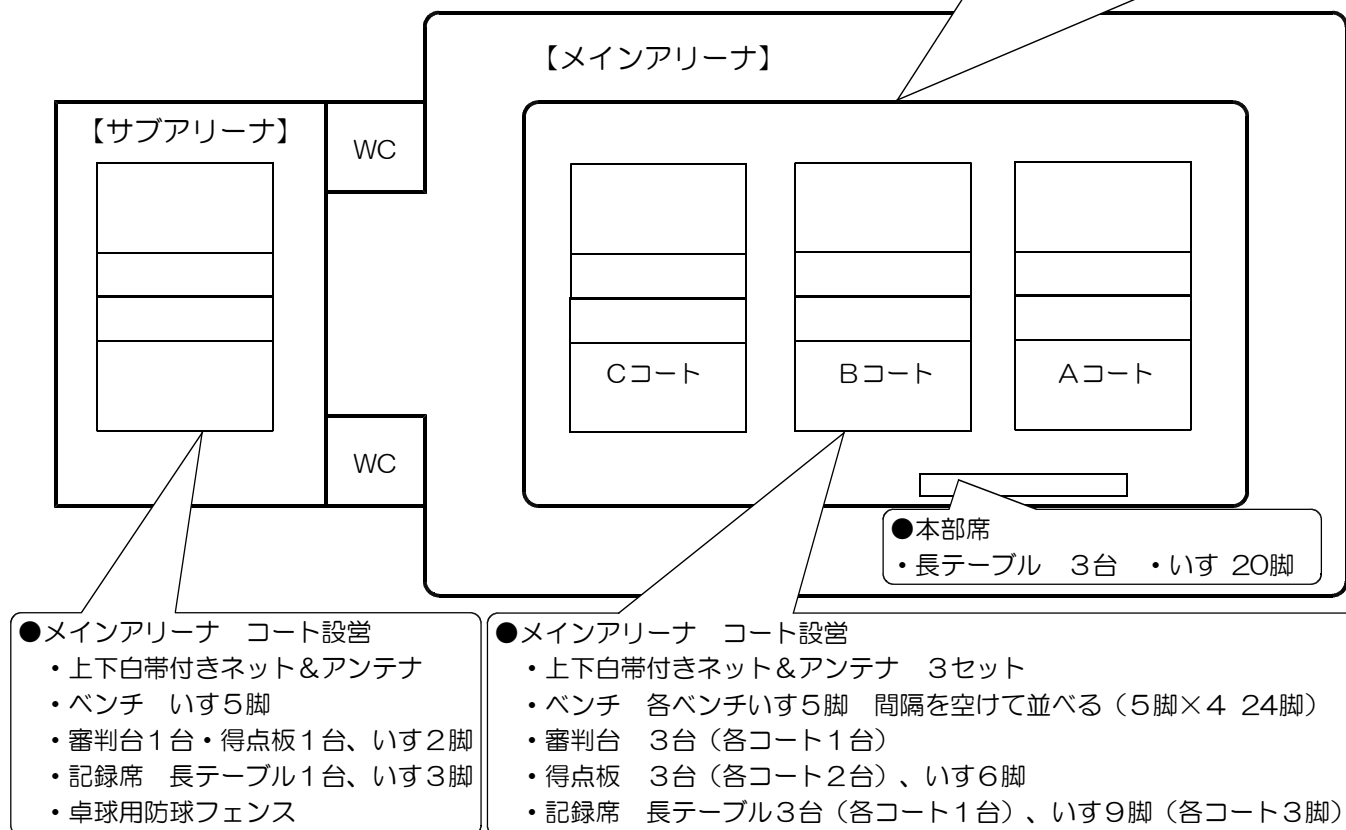 【メインアリーナ】
【サブアリーナ】
WC
Cコート
Bコート
Aコート
WC
●本部席
・長テーブル　３台　・いす 20脚
●メインアリーナ　コート設営
・上下白帯付きネット＆アンテナ
・ベンチ　いす５脚
・審判台１台・得点板１台、いす２脚
・記録席　長テーブル１台、いす３脚
・卓球用防球フェンス
●メインアリーナ　コート設営
・上下白帯付きネット＆アンテナ　３セット
・ベンチ　各ベンチいす５脚　間隔を空けて並べる（５脚×４ 24脚）
・審判台　３台（各コート１台）
・得点板　３台（各コート２台）、いす６脚
・記録席　長テーブル３台（各コート１台）、いす９脚（各コート３脚）